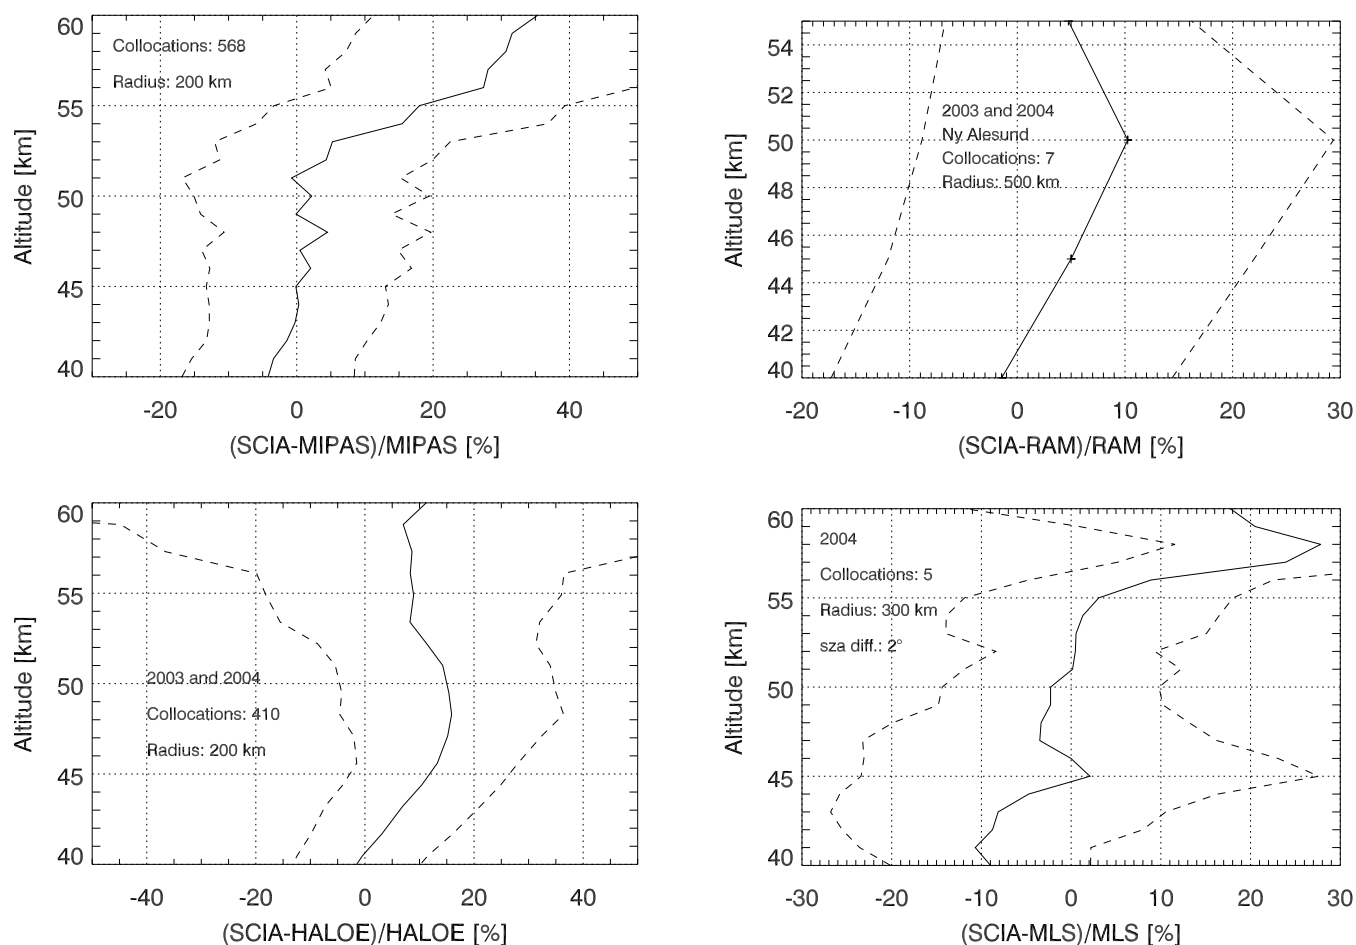 60
55
50
45
40
Altitude [km]
Collocations: 568
Radius: 200 km
-20 0 20 40
(SCIA-MIPAS)/MIPAS [%]
54
52
50
48
46
44
42
40
Altitude [km]
2003 and 2004
Ny Alesund
Collocations: 7
Radius: 500 km
-20 -10 0 10 20 30
(SCIA-RAM)/RAM [%]
60
55
50
45
40
Altitude [km]
2003 and 2004
Collocations: 410
Radius: 200 km
-40 -20 0 20 40
(SCIA-HALOE)/HALOE [%]
60
55
50
45
40
Altitude [km]
2004
Collocations: 5
Radius: 300 km
sza diff.: 2°
-30 -20 -10 0 10 20 30
(SCIA-MLS)/MLS [%]